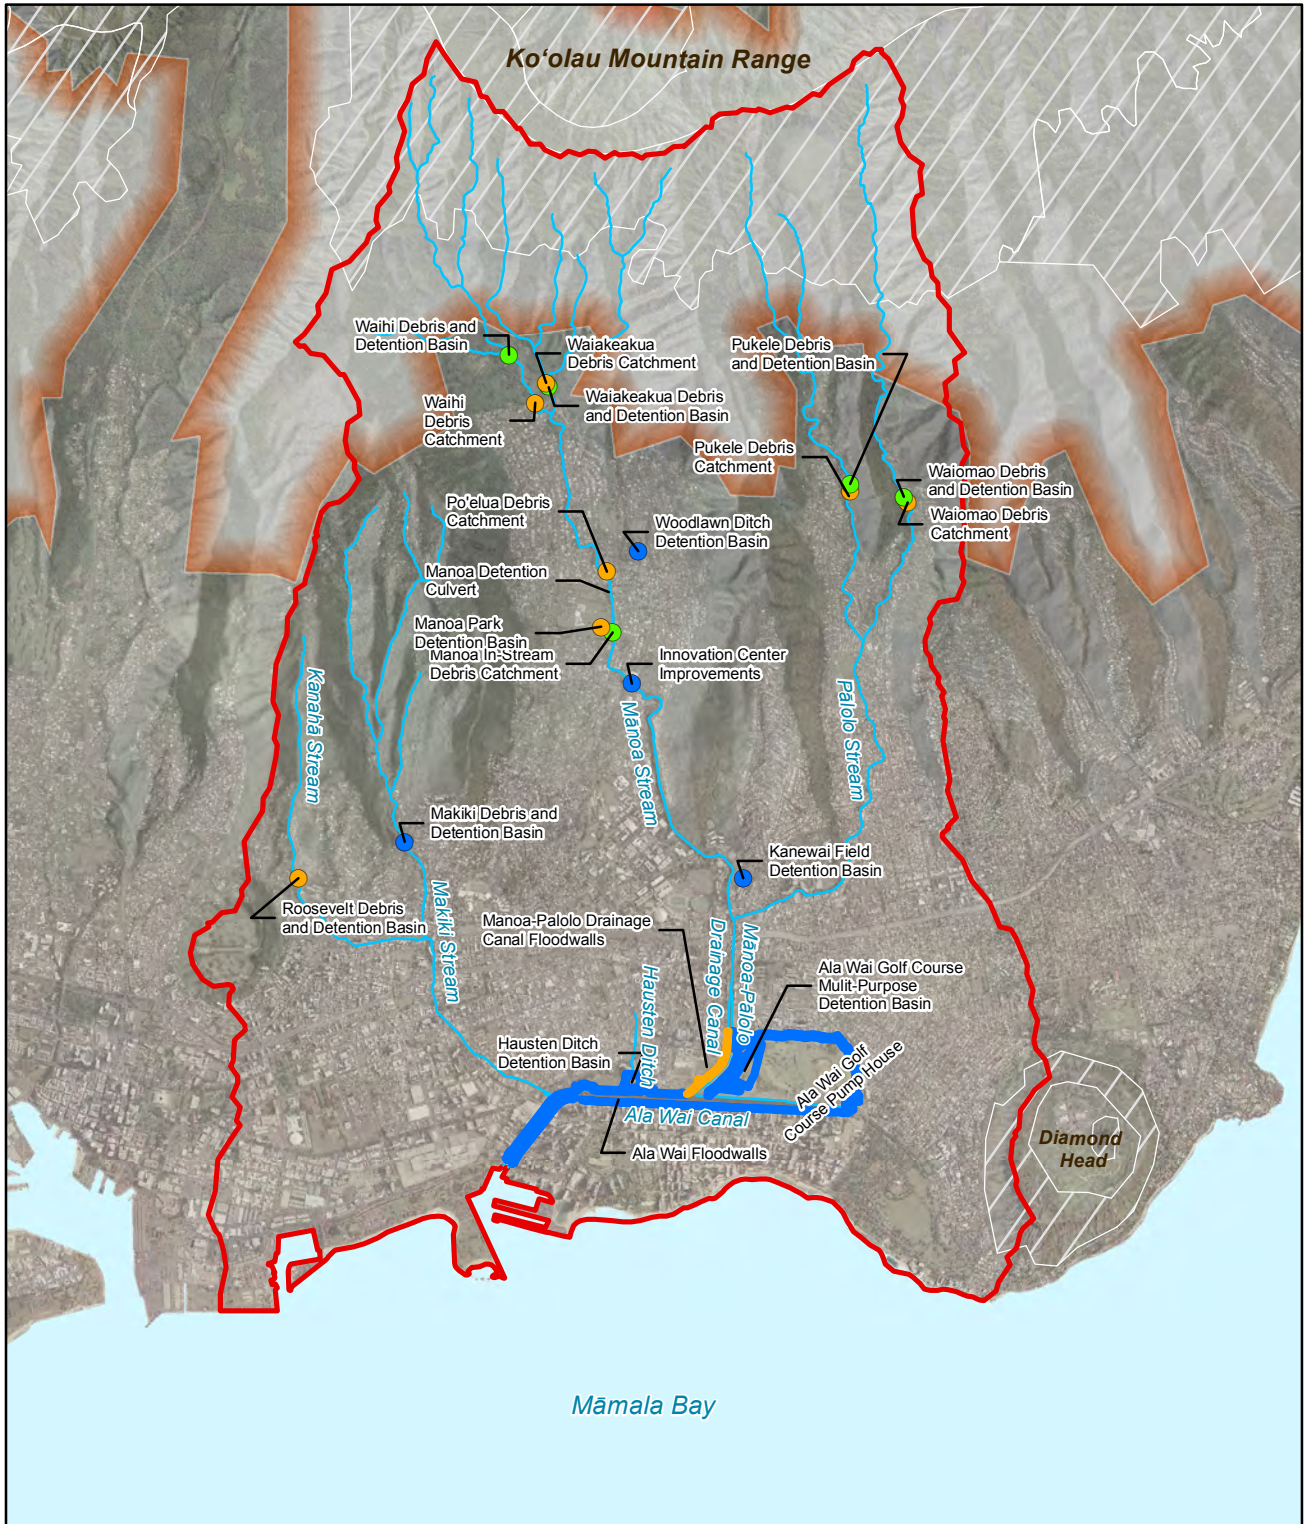 Ko‘olau Mountain Range
Waihi Debris and
Detention Basin
Waiakeakua
Debris Catchment
Pukele Debris
and Detention Basin
Waihi
Debris
Catchment
Waiakeakua Debris
and Detention Basin
Pukele Debris
Catchment
Waiomao Debris
and Detention Basin
Waiomao Debris
Catchment
Po'elua Debris
Catchment
Woodlawn Ditch
Detention Basin
Manoa Detention
Culvert
Manoa Park
Detention Basin
Manoa In-Stream
Debris Catchment
Innovation Center
Improvements
Kanahā Stream
Mānoa Stream
Pālolo Stream
Makiki Debris and
Detention Basin
Kanewai Field
Detention Basin
Roosevelt Debris
and Detention Basin
Makiki Stream
Manoa-Palolo Drainage
Canal Floodwalls
Hausten Ditch
Mānoa-Pālolo
Drainage Canal
Ala Wai Golf Course
Mulit-Purpose
Detention Basin
Hausten Ditch
Detention Basin
Ala Wai Golf
Course Pump House
Ala Wai Canal
Ala Wai Floodwalls
Diamond
Head
Māmala Bay